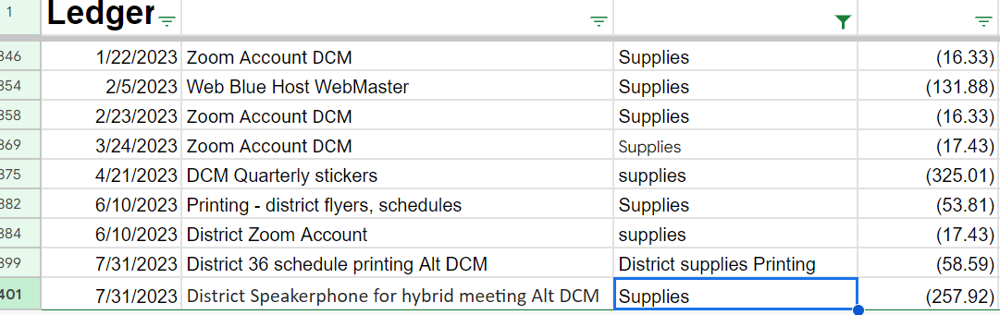 1 Ledger
346 1/22/2023 Zoom Account DCM Supplies (16.33)
354 2/5/2023 Web Blue Host WebMaster Supplies (131.88)
358 2/23/2023 Zoom Account DCM Supplies (16.33)
369 3/24/2023 Zoom Account DCM Supplies (17.43)
375 4/21/2023 DCM Quarterly stickers supplies (325.01)
382 6/10/2023 Printing - district flyers, schedules Supplies (53.81)
384 6/10/2023 District Zoom Account supplies (17.43)
399 7/31/2023 District 36 schedule printing Alt DCM District supplies Printing (58.59)
401 7/31/2023 District Speakerphone for hybrid meeting Alt DCM Supplies (257.92)